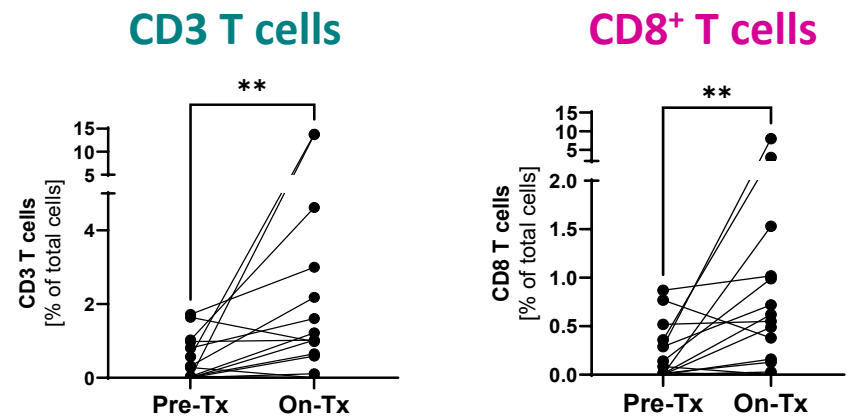 CD3 T cells
**
15
10
5
4
2
0
CD3 T cells
[% of total cells]
Pre-Tx On-Tx
CD8⁺ T cells
**
15
10
5
2.0
1.5
1.0
0.5
0.0
CD8 T cells
[% of total cells]
Pre-Tx On-Tx